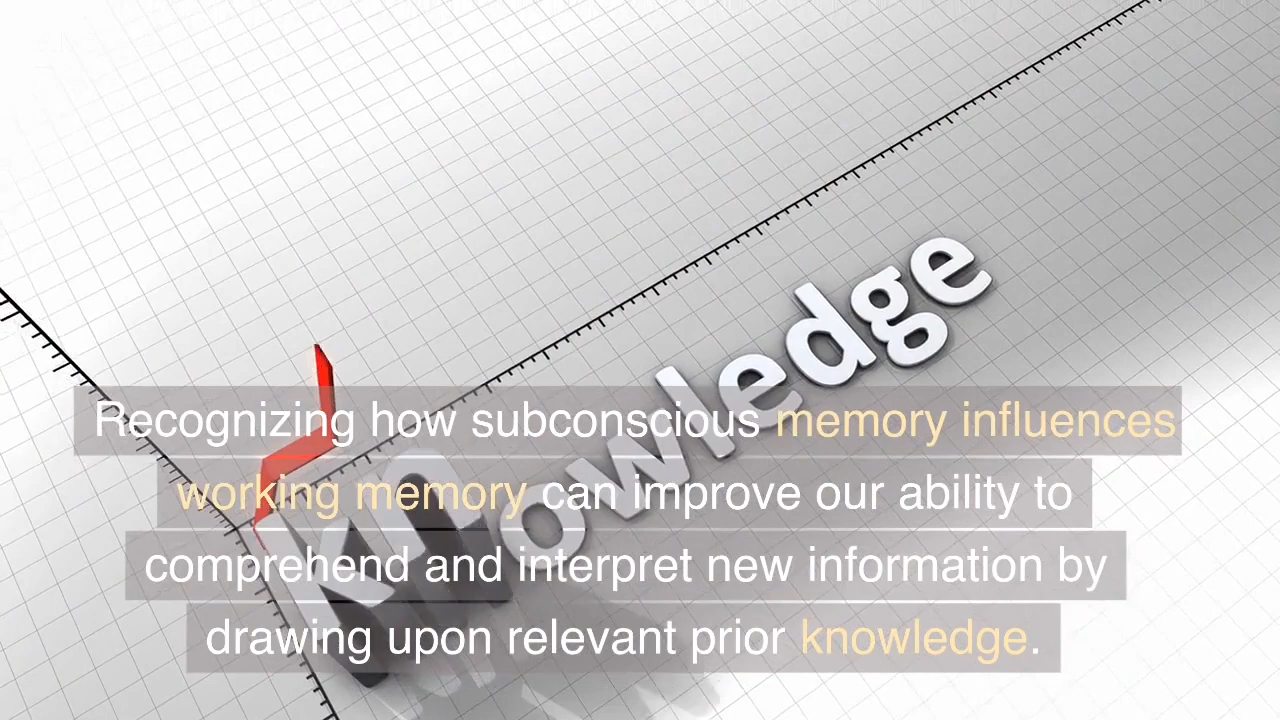 knowledge
Recognizing how subconscious memory influences
working memory can improve our ability to
comprehend and interpret new information by
drawing upon relevant prior knowledge.